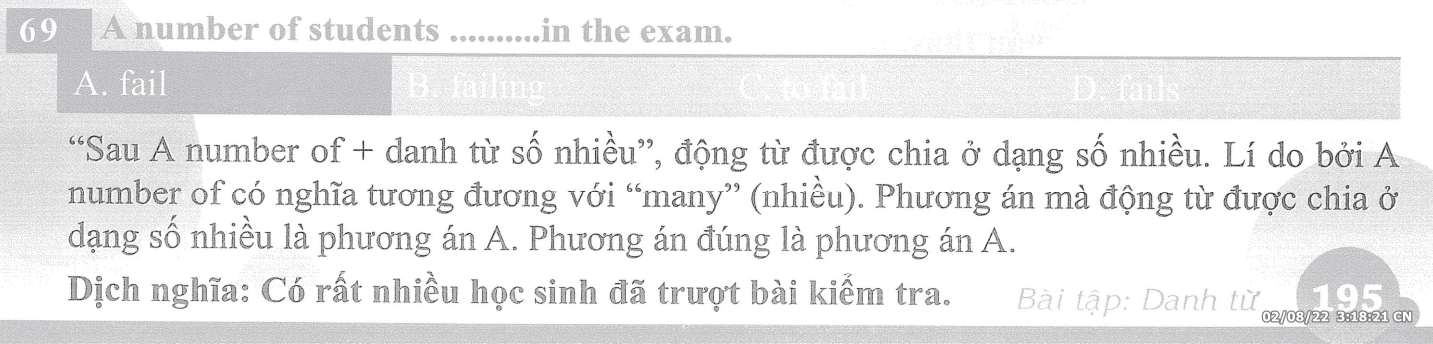 69 A number of students ..........in the exam.
A. fail B. failing C. to fail D. fails
“Sau A number of + danh từ số nhiều”, động từ được chia ở dạng số nhiều. Lí do bởi A
number of có nghĩa tương đương với “many” (nhiều). Phương án mà động từ được chia ở
dạng số nhiều là phương án A. Phương án đúng là phương án A.
Dịch nghĩa: Có rất nhiều học sinh đã trượt bài kiểm tra.
Bài tập: Danh từ 195
02/08/22 3:18:21 CN